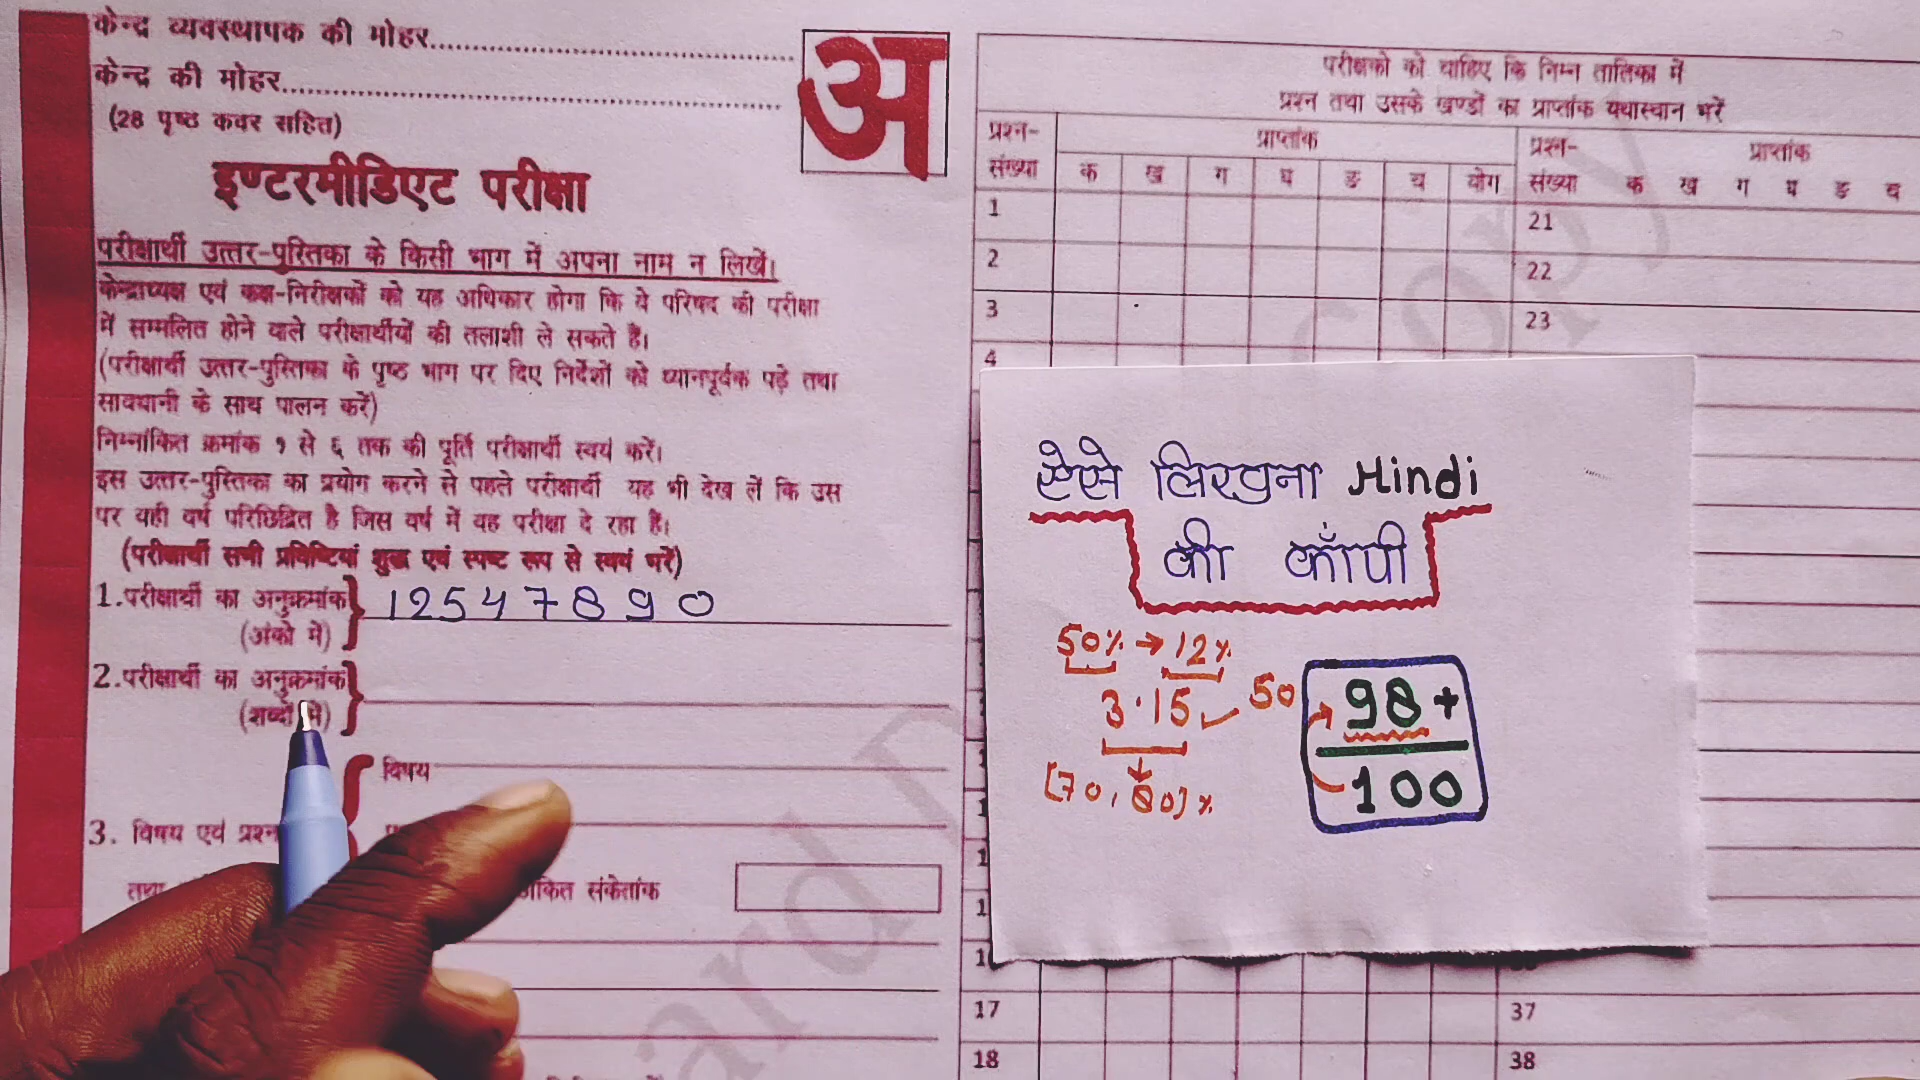 केन्द्र व्यवस्थापक की मोहर
केन्द्र की मोहर
(28 पृष्ठ कवर सहित)
अ
इण्टरमीडिएट परीक्षा
परीक्षार्थी उत्तर-पुस्तिका के किसी भाग में अपना नाम न लिखें।
केन्द्राध्यक्ष एवं कक्ष-निरीक्षकों को यह अधिकार होगा कि वे परिषद की परीक्षा
में सम्मलित होने वाले परीक्षार्थीयों की तलाशी ले सकते है।
(परीक्षार्थी उत्तर-पुस्तिका के पृष्ठ भाग पर दिए निर्देशों को ध्यानपूर्वक पढ़े तथा
सावधानी के साथ पालन करें)
निम्नांकित क्रमांक १ से ६ तक की पूर्ति परीक्षार्थी स्वयं करें।
इस उत्तर-पुस्तिका का प्रयोग करने से पहले परीक्षार्थी यह भी देख लें कि उस
पर वही वर्ष परिछिद्रित है जिस वर्ष में वह परीक्षा दे रहा है।
(परीक्षार्थी सभी प्रविष्टियां शुद्ध एवं स्पष्ट रूप से स्वयं भरें)
1.परीक्षार्थी का अनुक्रमांक 12547890
(अंको में)
2.परीक्षार्थी का अनुक्रमांक
(शब्दों में)
विषय
3. विषय एवं प्रश्न
संकेतांक
परीक्षकों को चाहिए कि निम्न तालिका में
प्रश्न तथा उसके खण्डों का प्राप्तांक यथास्थान भरें
प्रश्न- प्राप्तांक प्रश्न- प्राप्तांक
संख्या क ख ग घ ङ च योग संख्या क ख ग घ ङ च
1 21
2 22
3 23
4
ऐसे लिखना Hindi
की कॉपी
50% → 12%
3.15 50 98+
[70, 80]% 100
17 37
18 38